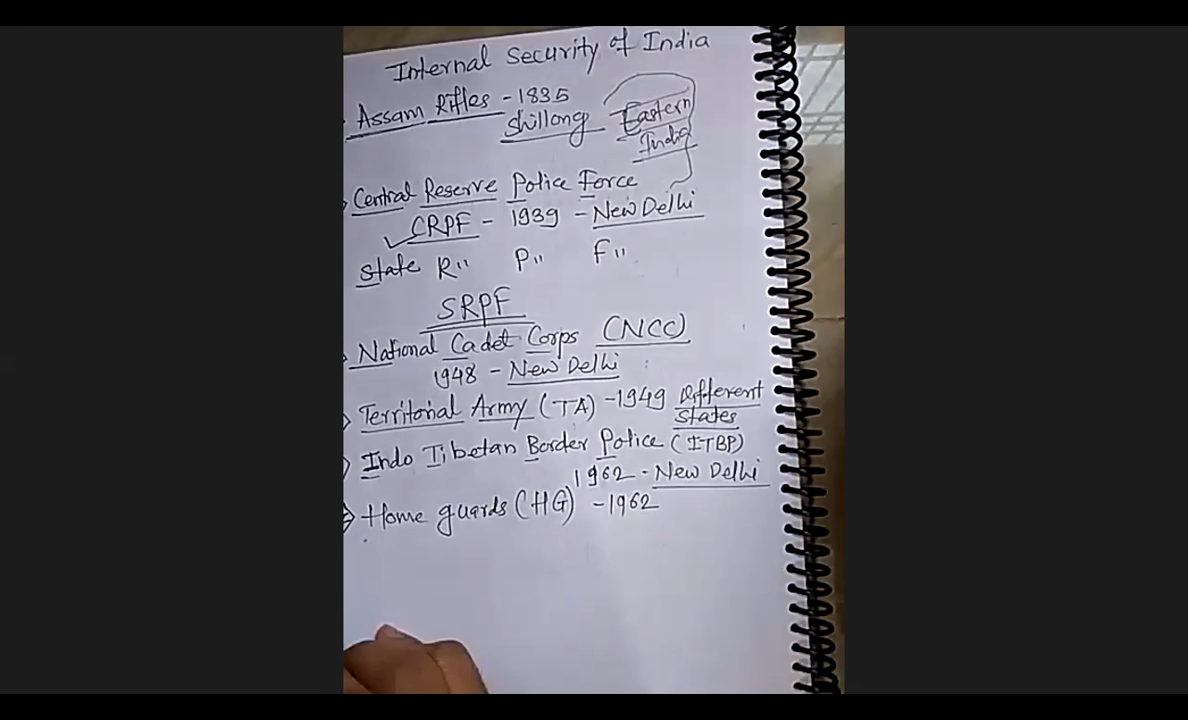 Internal Security of India
Assam Rifles - 1835
Shillong Eastern
India
Central Reserve Police Force
CRPF - 1939 - New Delhi
State R" P" F"
SRPF
National Cadet Corps (NCC)
1948 - New Delhi
Territorial Army (TA) - 1949 Different
States
Indo Tibetan Border Police (ITBP)
1962 - New Delhi
Home guards (HG) - 1962